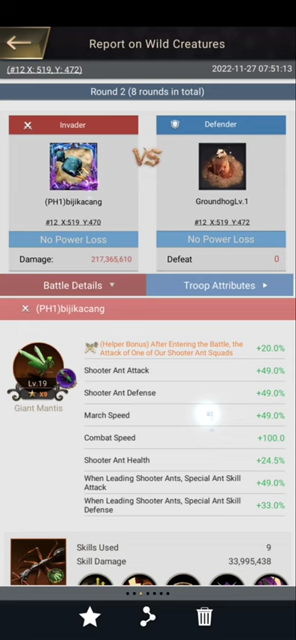 Report on Wild Creatures
(#12 X: 519, Y: 472)
2022-11-27 07:51:13
Round 2 (8 rounds in total)
Invader
Defender
VS
(PH1)bijikacang
GroundhogLv.1
#12 X:519 Y:470
#12 X:519 Y:472
No Power Loss
No Power Loss
Damage: 217,365,610
Defeat 0
Battle Details
Troop Attributes
(PH1)bijikacang
(Helper Bonus) After Entering the Battle, the
Attack of One of Our Shooter Ant Squads
+20.0%
Shooter Ant Attack +49.0%
Shooter Ant Defense +49.0%
March Speed +49.0%
Combat Speed +100.0
Shooter Ant Health +24.5%
When Leading Shooter Ants, Special Ant Skill
Attack
+49.0%
When Leading Shooter Ants, Special Ant Skill
Defense
+33.0%
Lv.19
X9
Giant Mantis
Skills Used 9
Skill Damage 33,995,438